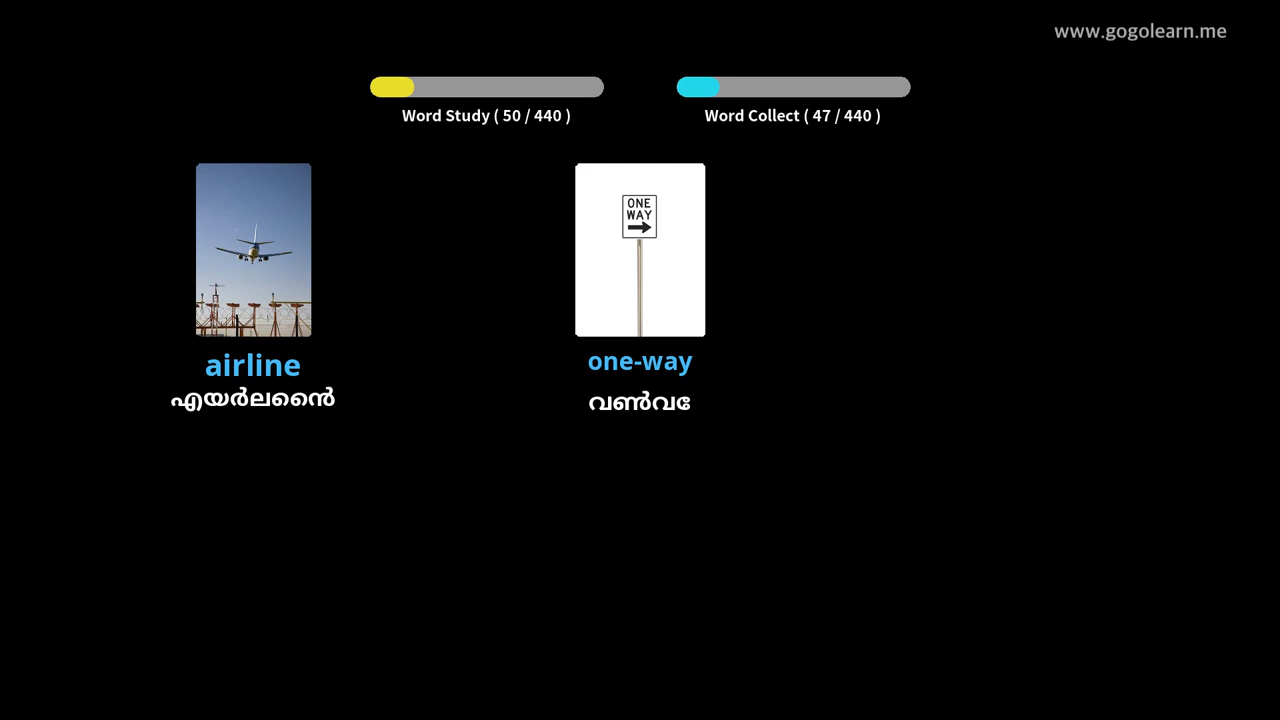 www.gogolearn.me
Word Study ( 50 / 440 )
Word Collect ( 47 / 440 )
ONE
WAY
airline
എയർലൈൻ
one-way
വൺവേ